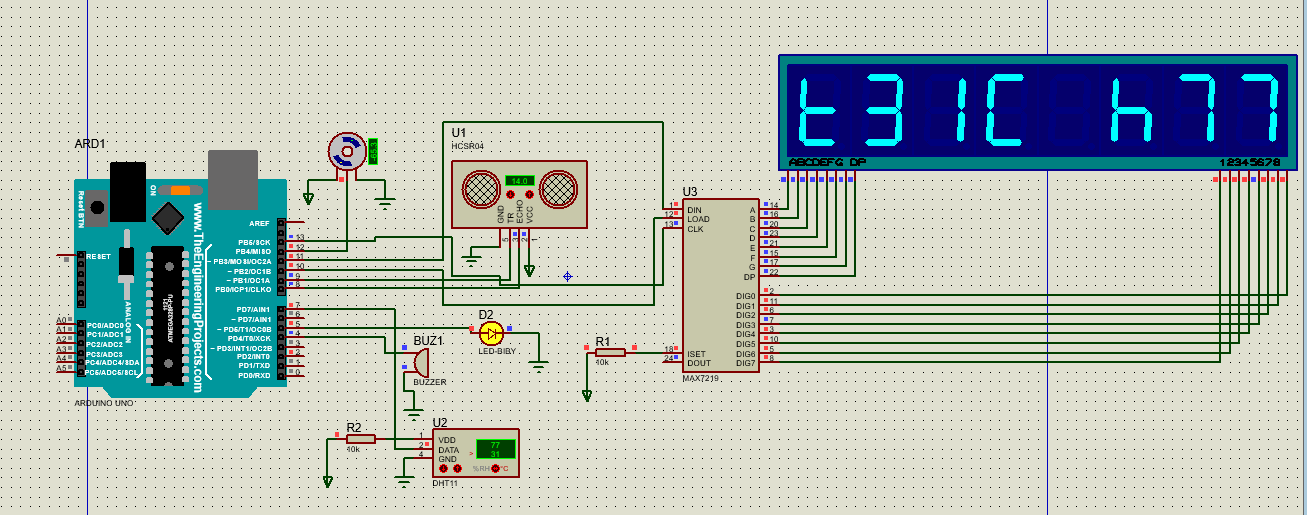 ARD1
ARDUINO UNO
Reset BTN
ON
www.TheEngineeringProjects.com
ANALOG IN
ATMEGA328P-PU
1121
RESET
A0 PC0/ADC0
A1 PC1/ADC1
A2 PC2/ADC2
A3 PC3/ADC3
A4 PC4/ADC4/SDA
A5 PC5/ADC5/SCL
AREF
PB5/SCK 13
PB4/MISO 12
~ PB3/MOSI/OC2A 11
~ PB2/OC1B 10
~ PB1/OC1A 9
PB0/ICP1/CLKO 8
PD7/AIN1 7
~ PD6/AIN1 6
~ PD5/T1/OC0B 5
PD4/T0/XCK 4
~ PD3/INT1/OC2B 3
PD2/INT0 2
PD1/TXD 1
PD0/RXD 0
U1
HCSR04
14.0
GND
TR
ECHO
VCC
D2
LED-BIBY
BUZ1
BUZZER
R2
10k
U2
1 VDD
2 DATA
4 GND
77
31
>
%RH
°C
DHT11
R1
10k
U3
1 DIN
12 LOAD
13 CLK
18 ISET
24 DOUT
A 14
B 16
C 20
D 23
E 21
F 15
G 17
DP 22
DIG0 2
DIG1 11
DIG2 6
DIG3 7
DIG4 3
DIG5 10
DIG6 5
DIG7 8
MAX7219
t31C h77
ABCDEFG DP
12345678